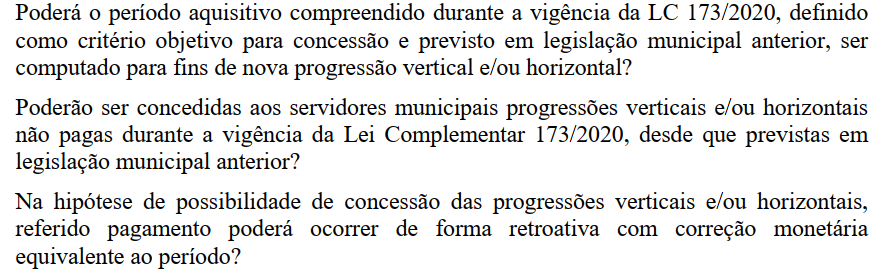 Poderá o período aquisitivo compreendido durante a vigência da LC 173/2020, definido
como critério objetivo para concessão e previsto em legislação municipal anterior, ser
computado para fins de nova progressão vertical e/ou horizontal?
Poderão ser concedidas aos servidores municipais progressões verticais e/ou horizontais
não pagas durante a vigência da Lei Complementar 173/2020, desde que previstas em
legislação municipal anterior?
Na hipótese de possibilidade de concessão das progressões verticais e/ou horizontais,
referido pagamento poderá ocorrer de forma retroativa com correção monetária
equivalente ao período?